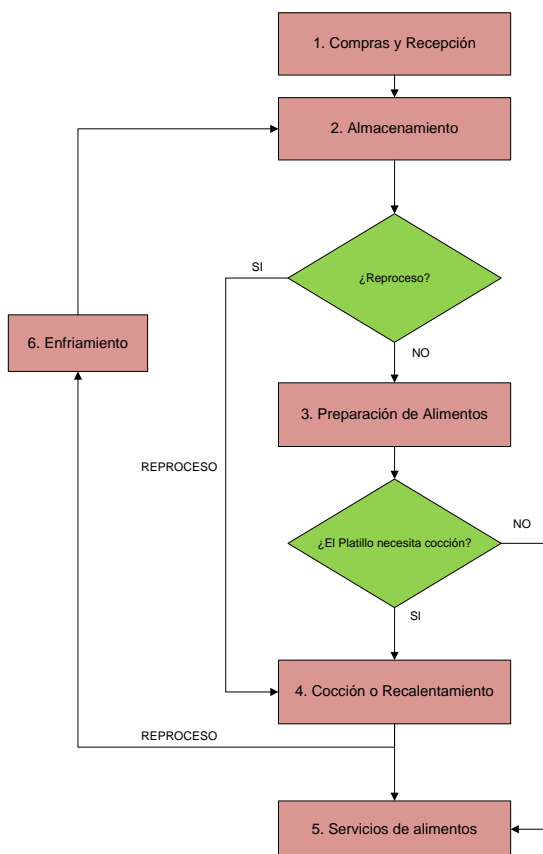 1. Compras y Recepción
2. Almacenamiento
SI
¿Reproceso?
6. Enfriamiento
NO
3. Preparación de Alimentos
REPROCESO
NO
¿El Platillo necesita cocción?
SI
4. Cocción o Recalentamiento
REPROCESO
5. Servicios de alimentos